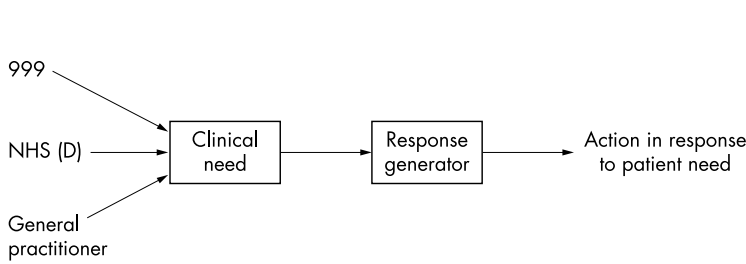 999
NHS (D)
General
practitioner
Clinical
need
Response
generator
Action in response
to patient need